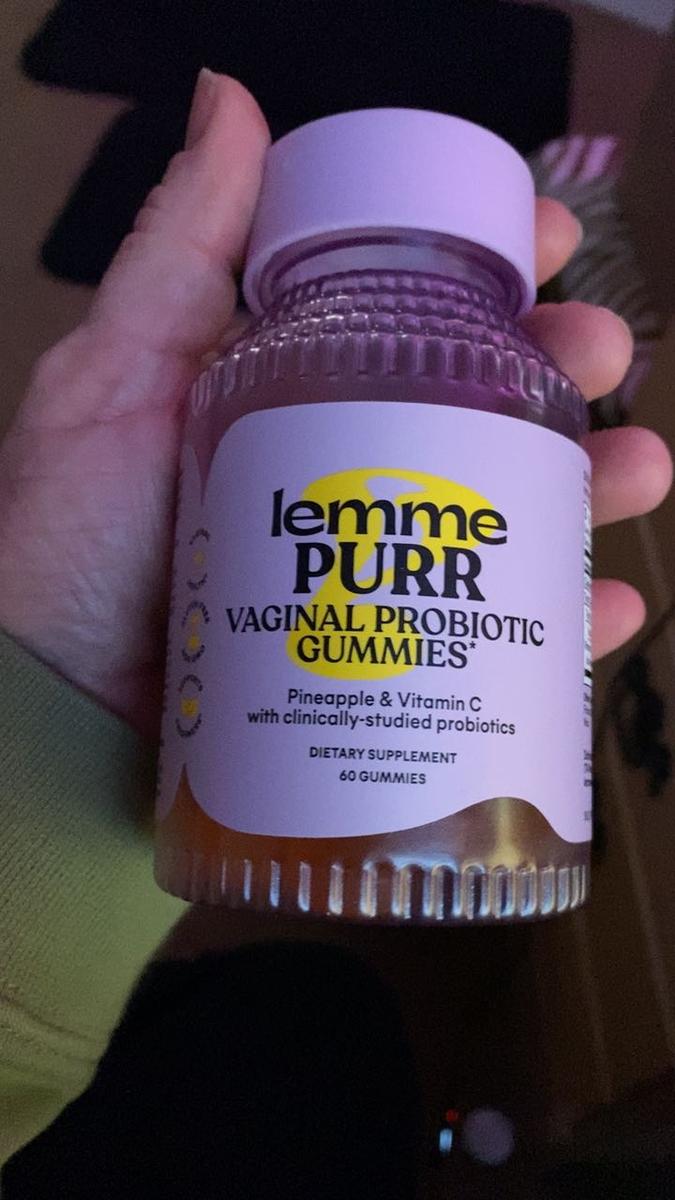 lemme
PURR
VAGINAL PROBIOTIC
GUMMIES*
Pineapple & Vitamin C
with clinically-studied probiotics
DIETARY SUPPLEMENT
60 GUMMIES